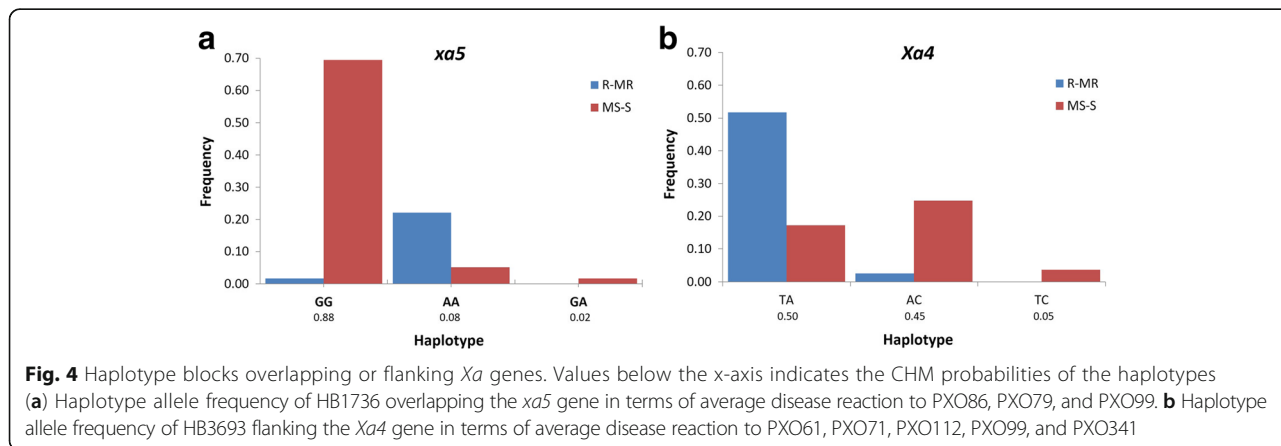 a
xa5
0.70
0.60
0.50
0.40
0.30
0.20
0.10
0.00
Frequency
R-MR
MS-S
GG
AA
GA
0.88
0.08
0.02
Haplotype
b
Xa4
0.70
0.60
0.50
0.40
0.30
0.20
0.10
0.00
Frequency
R-MR
MS-S
TA
AC
TC
0.50
0.45
0.05
Haplotype
Fig. 4 Haplotype blocks overlapping or flanking Xa genes. Values below the x-axis indicates the CHM probabilities of the haplotypes
(a) Haplotype allele frequency of HB1736 overlapping the xa5 gene in terms of average disease reaction to PXO86, PXO79, and PXO99. b Haplotype
allele frequency of HB3693 flanking the Xa4 gene in terms of average disease reaction to PXO61, PXO71, PXO112, PXO99, and PXO341